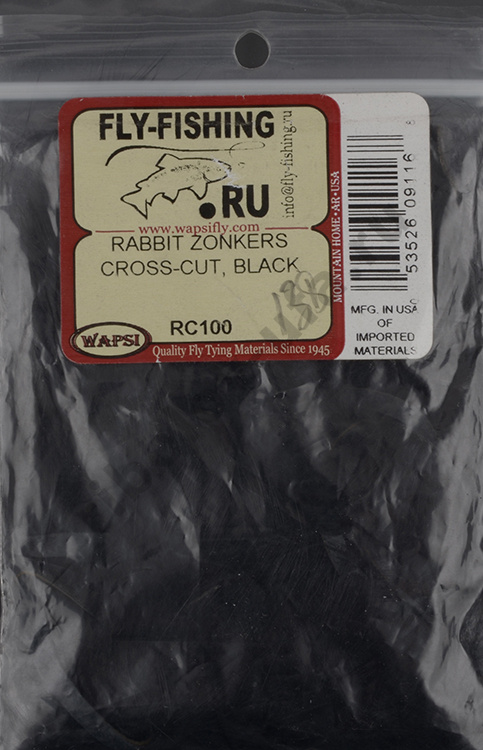 FLY-FISHING
.RU
info@fly-fishing.ru
www.wapsifly.com
RABBIT ZONKERS
CROSS-CUT, BLACK
RC100
WAPSI
Quality Fly Tying Materials Since 1945
MOUNTAIN HOME • AR • USA
53526 09116
8
MFG. IN USA
OF
IMPORTED
MATERIALS